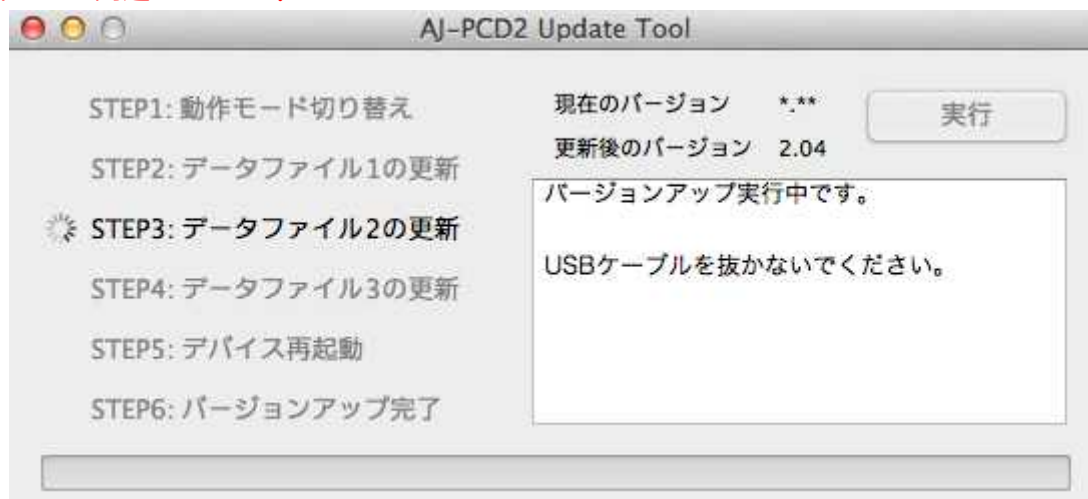 AJ-PCD2 Update Tool
STEP1: 動作モード切り替え
STEP2: データファイル1の更新
STEP3: データファイル2の更新
STEP4: データファイル3の更新
STEP5: デバイス再起動
STEP6: バージョンアップ完了
現在のバージョン *.**
更新後のバージョン 2.04
実行
バージョンアップ実行中です。
USBケーブルを抜かないでください。